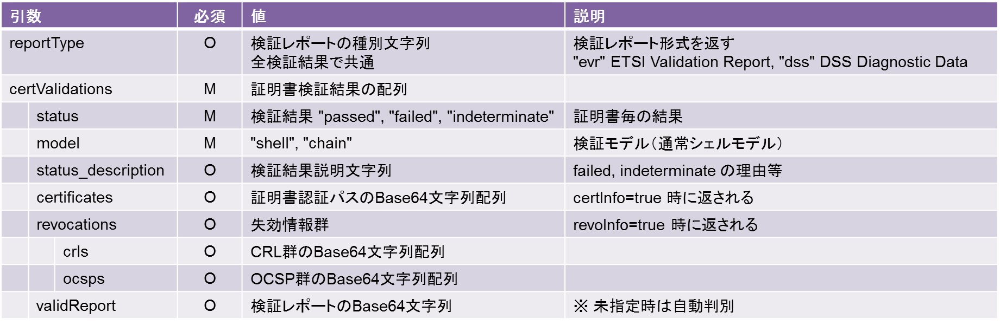 引数 必須 値 説明
reportType O 検証レポートの種別文字列 検証レポート形式を返す
全検証結果で共通 "evr" ETSI Validation Report, "dss" DSS Diagnostic Data
certValidations M 証明書検証結果の配列
status M 検証結果 "passed", "failed", "indeterminate" 証明書毎の結果
model M "shell", "chain" 検証モデル（通常シェルモデル）
status_description O 検証結果説明文字列 failed, indeterminate の理由等
certificates O 証明書認証パスのBase64文字列配列 certInfo=true 時に返される
revocations O 失効情報群 revoInfo=true 時に返される
crls O CRL群のBase64文字列配列
ocsps O OCSP群のBase64文字列配列
validReport O 検証レポートのBase64文字列 ※ 未指定時は自動判別